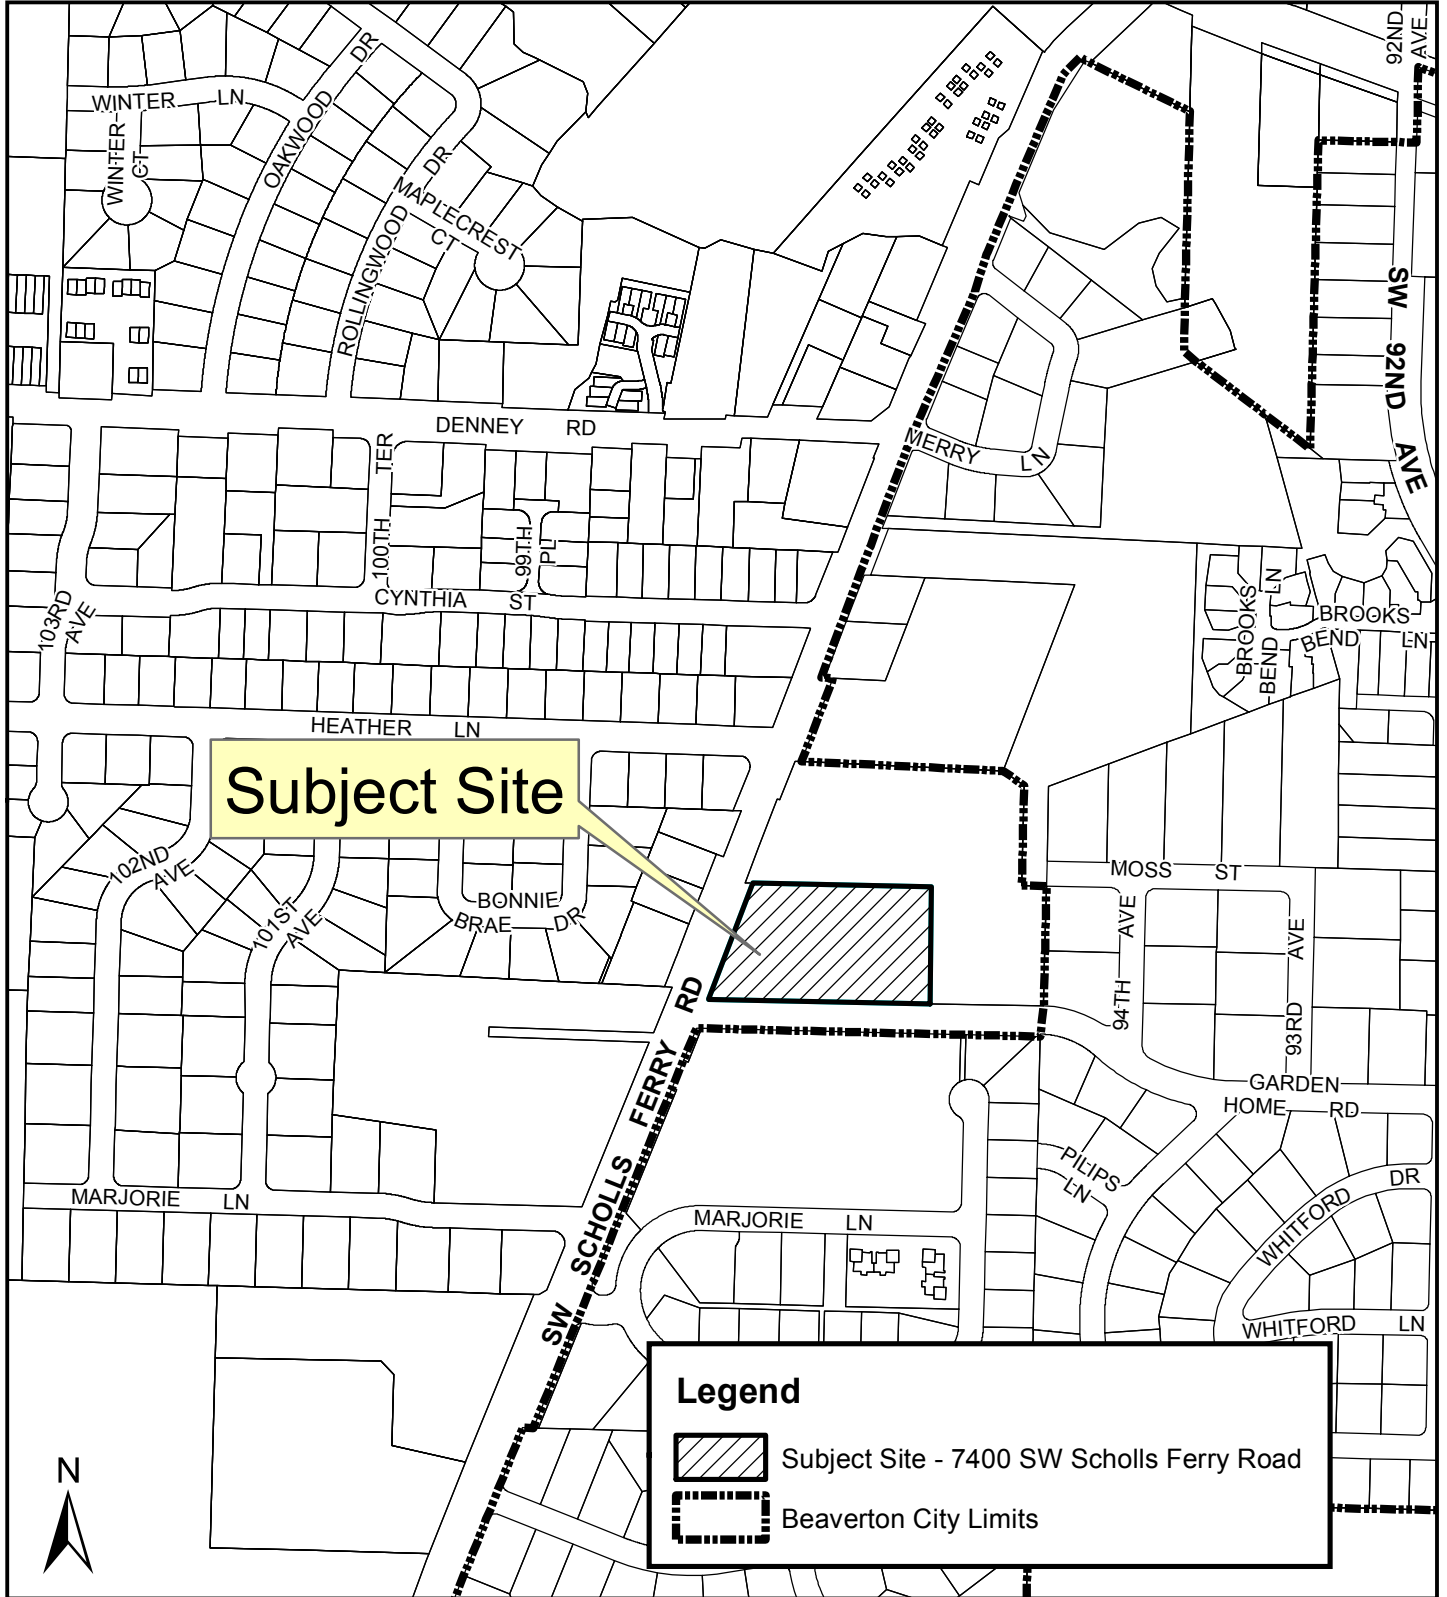 92ND
AVE
WINTER LN
WINTER
CT
OAKWOOD DR
ROLLINGWOOD DR
MAPLECREST
CT
SW 92ND AVE
DENNEY RD
MERRY LN
100TH TER
99TH
PL
CYNTHIA ST
103RD
AVE
BROOKS
BEND LN
BROOKS
BEND LN
HEATHER LN
Subject Site
102ND
AVE
101ST
AVE
BONNIE
BRAE DR
MOSS ST
94TH AVE
93RD AVE
GARDEN
HOME RD
PILIPS
LN
WHITFORD DR
MARJORIE LN
MARJORIE LN
SW SCHOLLS FERRY RD
WHITFORD LN
Legend
Subject Site - 7400 SW Scholls Ferry Road
Beaverton City Limits
N